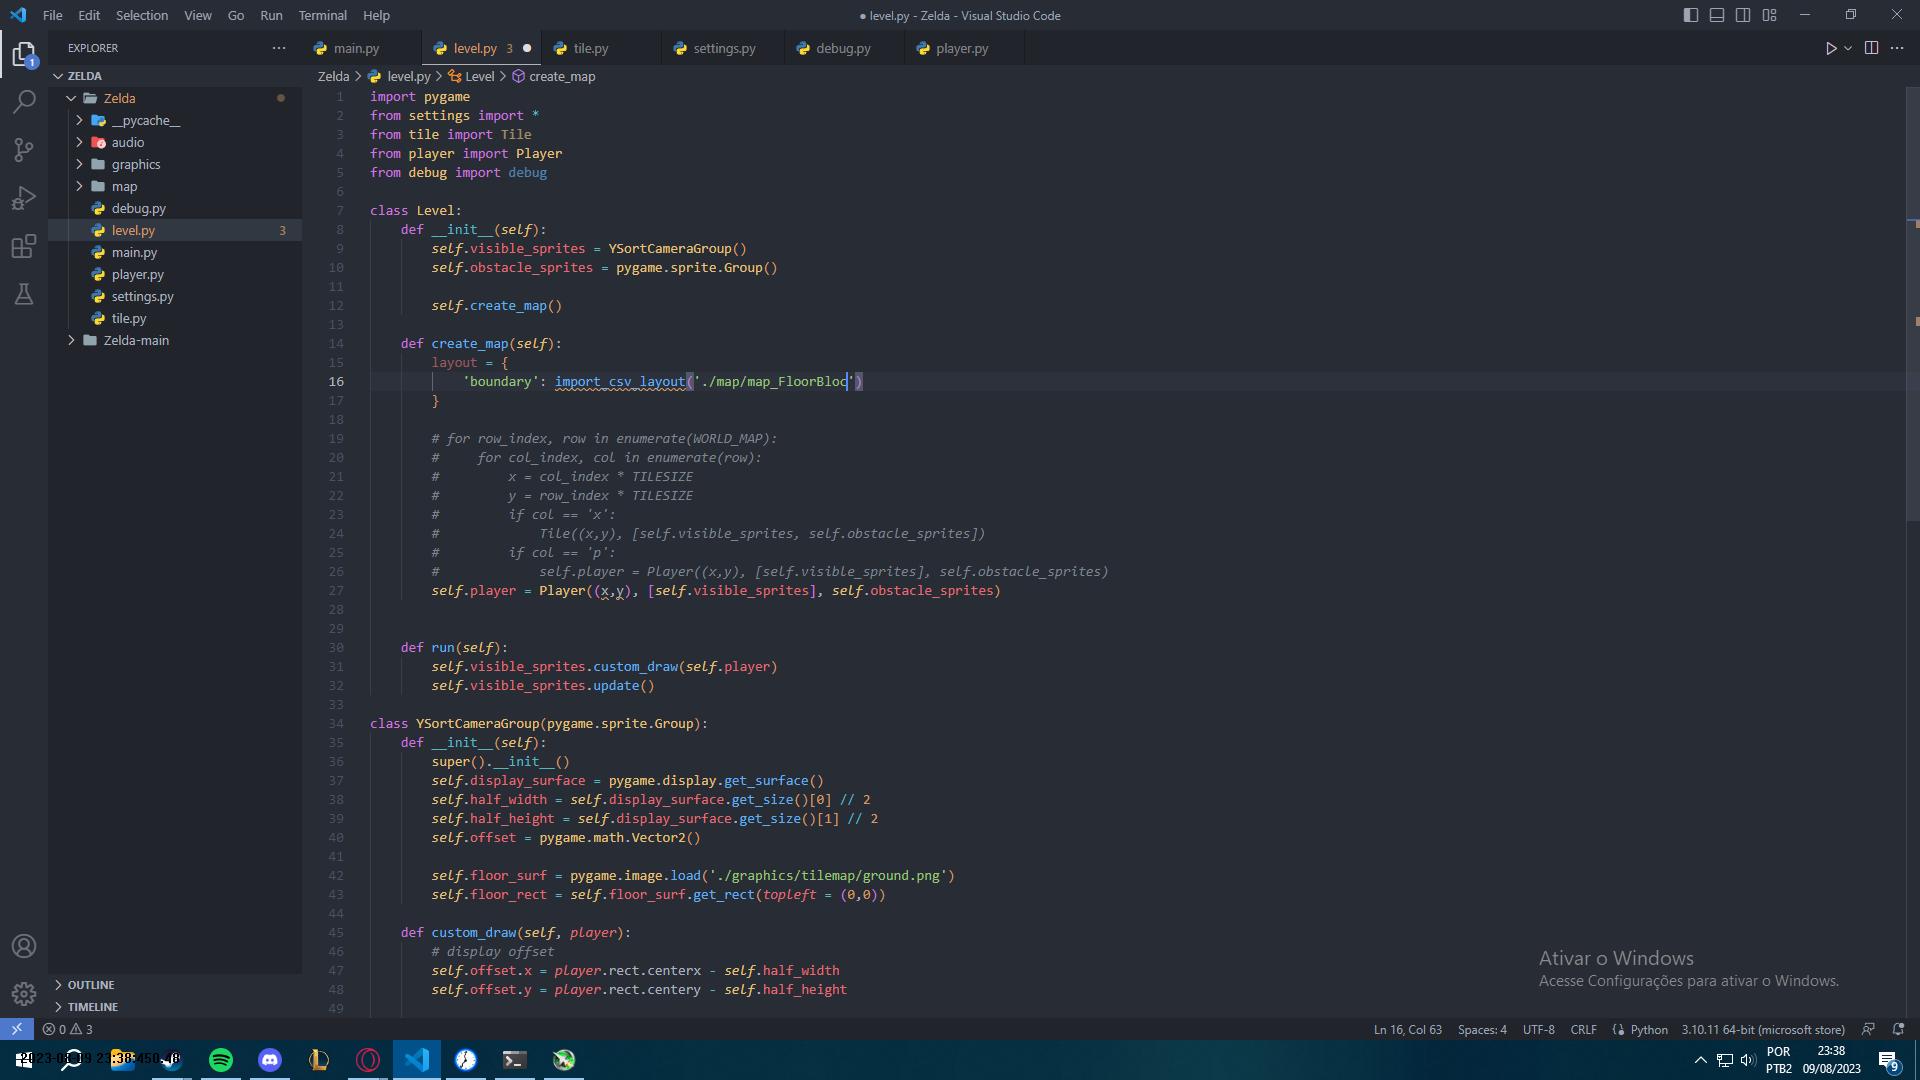 File Edit Selection View Go Run Terminal Help
● level.py - Zelda - Visual Studio Code
EXPLORER
main.py
level.py 3
tile.py
settings.py
debug.py
player.py
ZELDA
Zelda
__pycache__
audio
graphics
map
debug.py
level.py 3
main.py
player.py
settings.py
tile.py
Zelda-main
OUTLINE
TIMELINE
1
Zelda > level.py > Level > create_map
1 import pygame
2 from settings import *
3 from tile import Tile
4 from player import Player
5 from debug import debug
6
7 class Level:
8     def __init__(self):
9         self.visible_sprites = YSortCameraGroup()
10         self.obstacle_sprites = pygame.sprite.Group()
11
12         self.create_map()
13
14     def create_map(self):
15         layout = {
16             'boundary': import_csv_layout('./map/map_FloorBloc')
17         }
18
19         # for row_index, row in enumerate(WORLD_MAP):
20         #     for col_index, col in enumerate(row):
21         #         x = col_index * TILESIZE
22         #         y = row_index * TILESIZE
23         #         if col == 'x':
24         #             Tile((x,y), [self.visible_sprites, self.obstacle_sprites])
25         #         if col == 'p':
26         #             self.player = Player((x,y), [self.visible_sprites], self.obstacle_sprites)
27         self.player = Player((x,y), [self.visible_sprites], self.obstacle_sprites)
28
29
30     def run(self):
31         self.visible_sprites.custom_draw(self.player)
32         self.visible_sprites.update()
33
34 class YSortCameraGroup(pygame.sprite.Group):
35     def __init__(self):
36         super().__init__()
37         self.display_surface = pygame.display.get_surface()
38         self.half_width = self.display_surface.get_size()[0] // 2
39         self.half_height = self.display_surface.get_size()[1] // 2
40         self.offset = pygame.math.Vector2()
41
42         self.floor_surf = pygame.image.load('./graphics/tilemap/ground.png')
43         self.floor_rect = self.floor_surf.get_rect(topleft = (0,0))
44
45     def custom_draw(self, player):
46         # display offset
47         self.offset.x = player.rect.centerx - self.half_width
48         self.offset.y = player.rect.centery - self.half_height
49
Ativar o Windows
Acesse Configurações para ativar o Windows.
0 3
Ln 16, Col 63 Spaces: 4 UTF-8 CRLF Python 3.10.11 64-bit (microsoft store)
POR
PTB2
23:38
09/08/2023
9